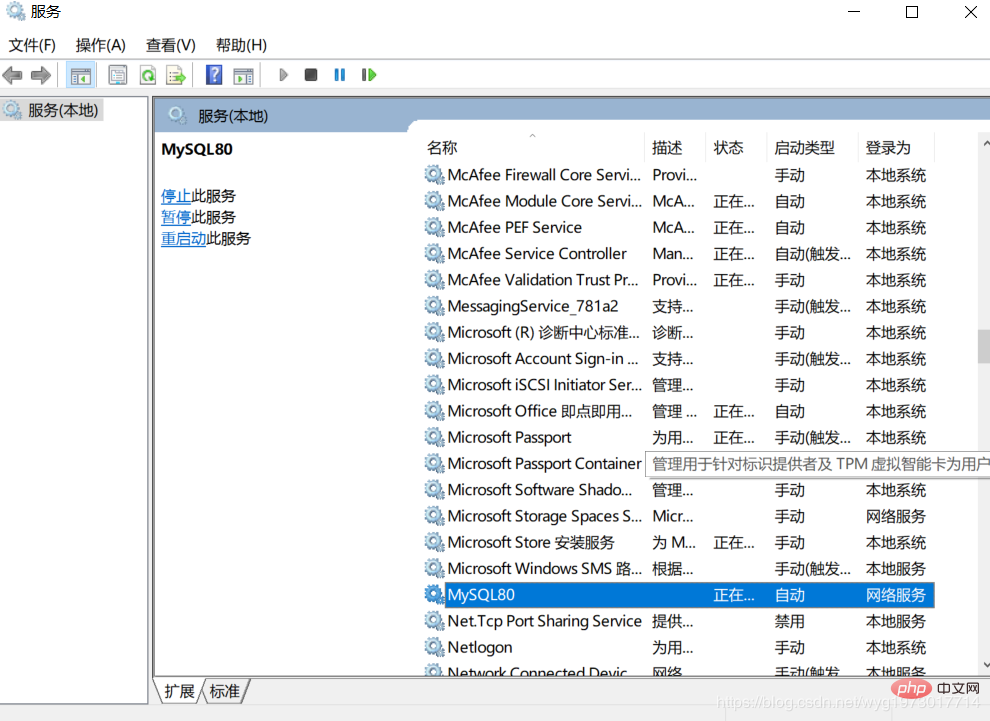 服务
文件(F) 操作(A) 查看(V) 帮助(H)
服务(本地)
服务(本地)
MySQL80
停止此服务
暂停此服务
重启动此服务
名称 描述 状态 启动类型 登录为
McAfee Firewall Core Servi... Provi... 手动 本地系统
McAfee Module Core Servi... McA... 正在... 自动 本地系统
McAfee PEF Service McA... 正在... 自动 本地系统
McAfee Service Controller Man... 正在... 自动(触发... 本地系统
McAfee Validation Trust Pr... Provi... 正在... 手动 本地系统
MessagingService_781a2 支持... 手动(触发... 本地系统
Microsoft (R) 诊断中心标准... 诊断... 手动 本地系统
Microsoft Account Sign-in ... 支持... 手动(触发... 本地系统
Microsoft iSCSI Initiator Ser... 管理... 手动 本地系统
Microsoft Office 即点即用... 管理 ... 正在... 自动 本地系统
Microsoft Passport 为用... 正在... 手动(触发... 本地系统
Microsoft Passport Container 管理用于针对标识提供者及 TPM 虚拟智能卡为用户
Microsoft Software Shado... 管理... 手动 本地系统
Microsoft Storage Spaces S... Micr... 手动 网络服务
Microsoft Store 安装服务 为 M... 正在... 手动 本地系统
Microsoft Windows SMS 路... 根据... 手动(触发... 本地服务
MySQL80 正在... 自动 网络服务
Net.Tcp Port Sharing Service 提供... 禁用 本地服务
Netlogon 为用... 手动 本地系统
Network Connected Devic... 网络... 手动(触发... 本地服务
扩展 标准
php 中文网
https://blog.csdn.net/wyg1973017714